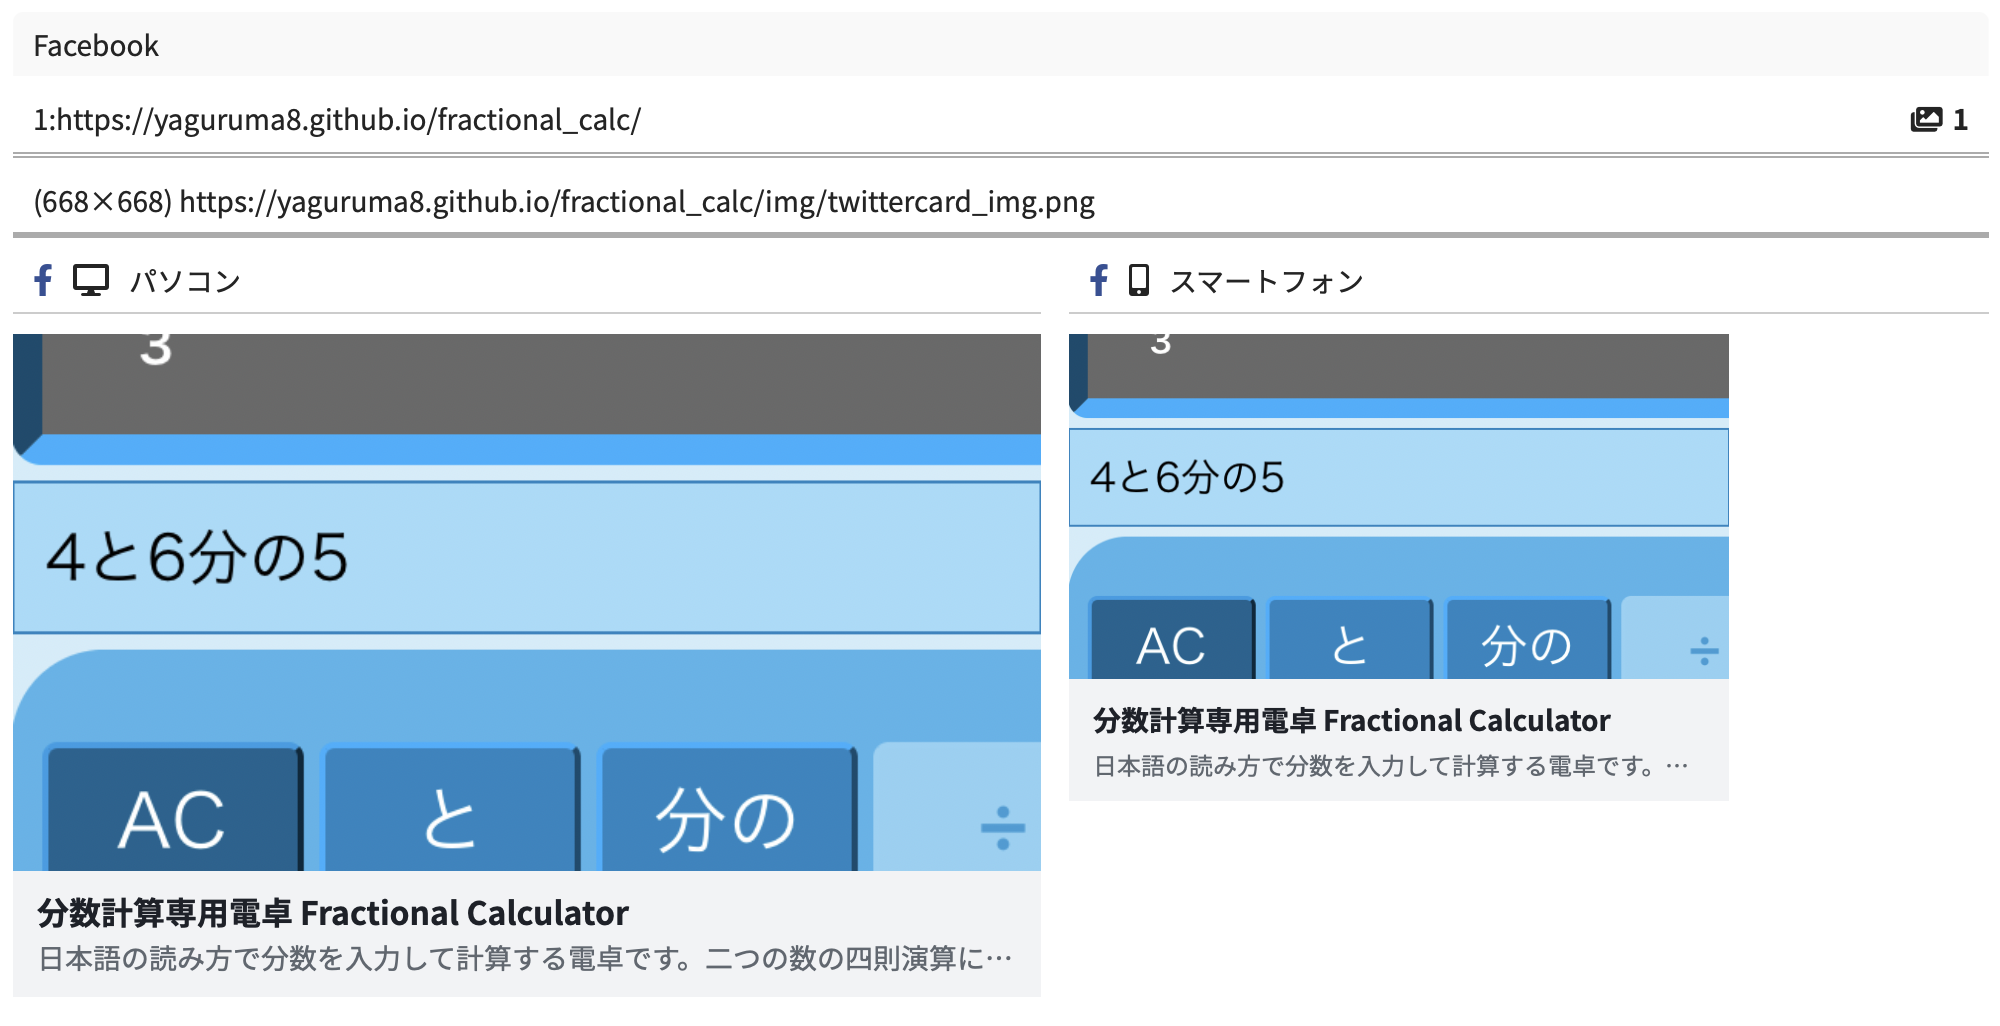 Facebook
1:https://yaguruma8.github.io/fractional_calc/
1
(668×668) https://yaguruma8.github.io/fractional_calc/img/twittercard_img.png
パソコン
3
4と6分の5
AC と 分の ÷
分数計算専用電卓 Fractional Calculator
日本語の読み方で分数を入力して計算する電卓です。二つの数の四則演算に…
スマートフォン
3
4と6分の5
AC と 分の ÷
分数計算専用電卓 Fractional Calculator
日本語の読み方で分数を入力して計算する電卓です。…